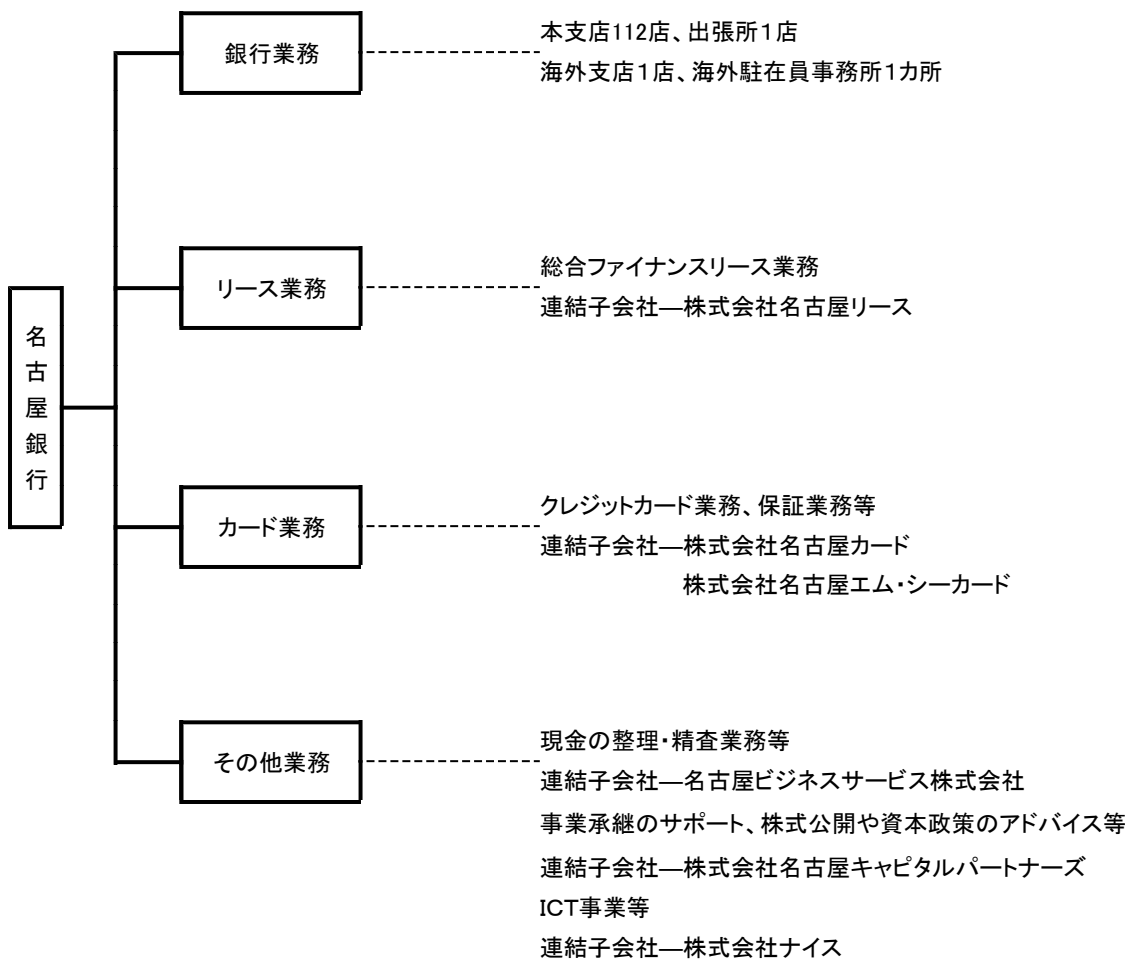 名古屋銀行
銀行業務
本支店112店、出張所１店
海外支店１店、海外駐在員事務所１カ所
リース業務
総合ファイナンスリース業務
連結子会社―株式会社名古屋リース
カード業務
クレジットカード業務、保証業務等
連結子会社―株式会社名古屋カード
株式会社名古屋エム・シーカード
その他業務
現金の整理・精査業務等
連結子会社―名古屋ビジネスサービス株式会社
事業承継のサポート、株式公開や資本政策のアドバイス等
連結子会社―株式会社名古屋キャピタルパートナーズ
ICT事業等
連結子会社―株式会社ナイス